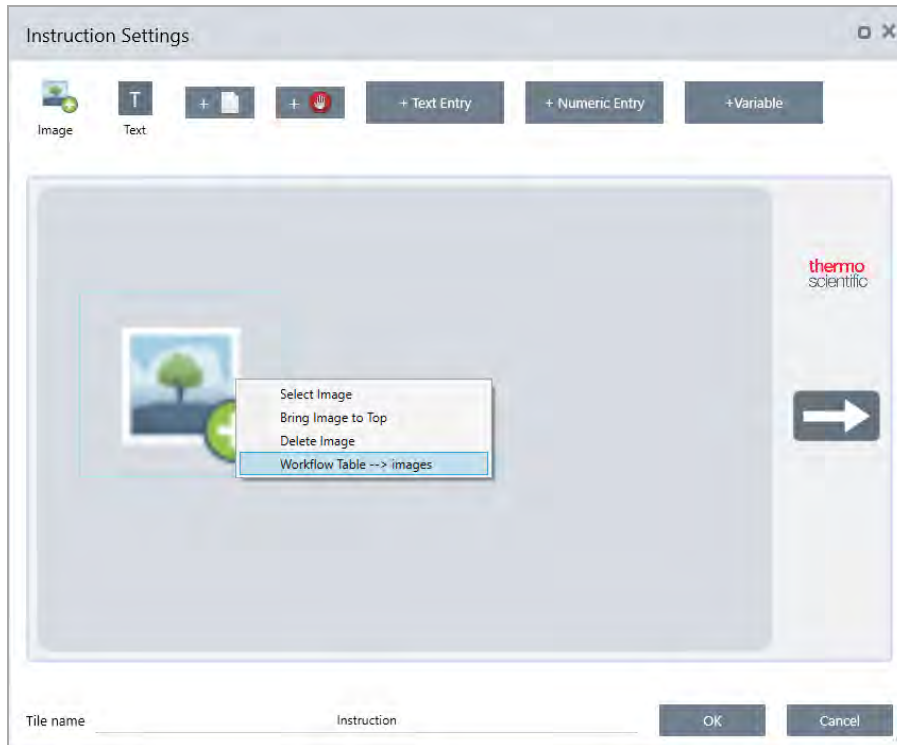 Instruction Settings
Image
T
Text
+
+
+ Text Entry
+ Numeric Entry
+Variable
thermo
scientific
Select Image
Bring Image to Top
Delete Image
Workflow Table --> images
Tile name
Instruction
OK
Cancel